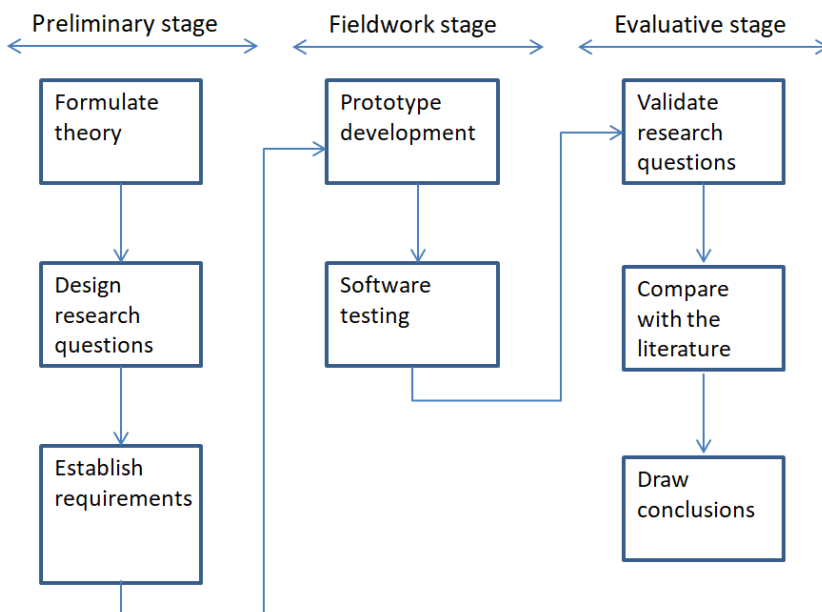 Preliminary stage
Fieldwork stage
Evaluative stage
Formulate
theory
Design
research
questions
Establish
requirements
Prototype
development
Software
testing
Validate
research
questions
Compare
with the
literature
Draw
conclusions